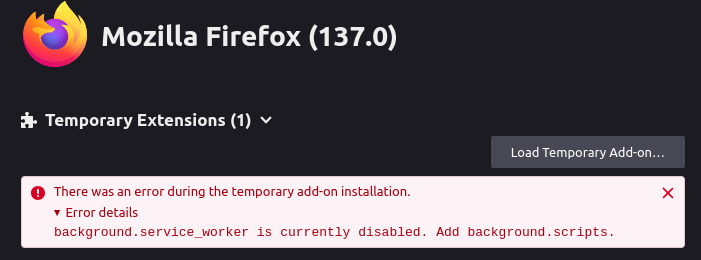 Mozilla Firefox (137.0)
Temporary Extensions (1)
Load Temporary Add-on…
There was an error during the temporary add-on installation.
Error details
background.service_worker is currently disabled. Add background.scripts.